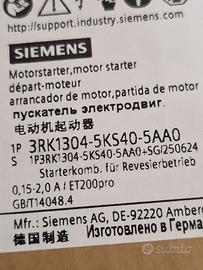 http://support.industry.siemens.com
SIEMENS
Motorstarter, motor starter
départ-moteur
arrancador de motor, partida de motor
пускатель электродвиг.
电动机起动器
1P 3RK1304-5KS40-5AA0
S 1P3RK1304-5KS40-5AA0+SG/250624
Starterkomb. für Revesierbetrieb
0,15-2,0 A / ET200pro
GB/T14048.4
Mfr.: Siemens AG, DE-92220 Amberg
德国制造 Изготовлено в Герма
subito